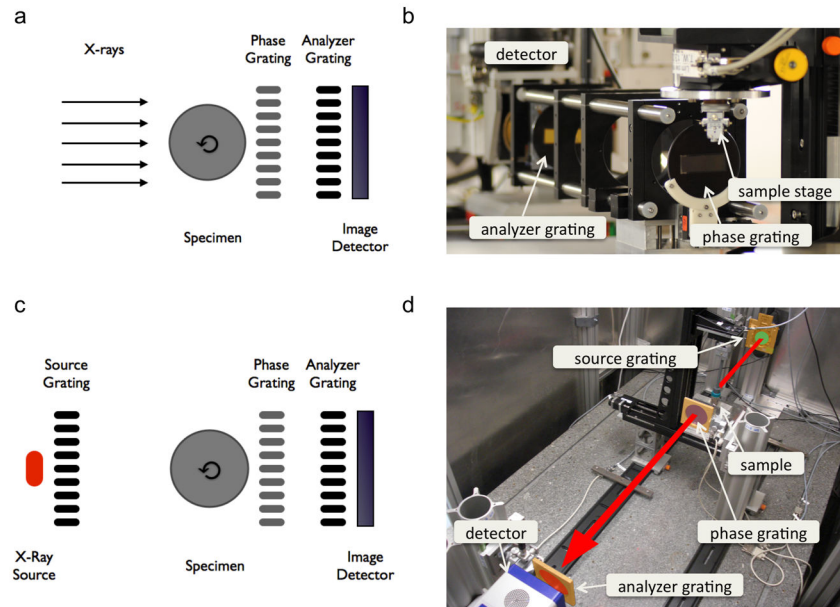 a
X-rays
Phase
Grating
Analyzer
Grating
Specimen
Image
Detector
b
detector
sample stage
analyzer grating
phase grating
c
Source
Grating
Phase
Grating
Analyzer
Grating
X-Ray
Source
Specimen
Image
Detector
d
source grating
sample
phase grating
detector
analyzer grating